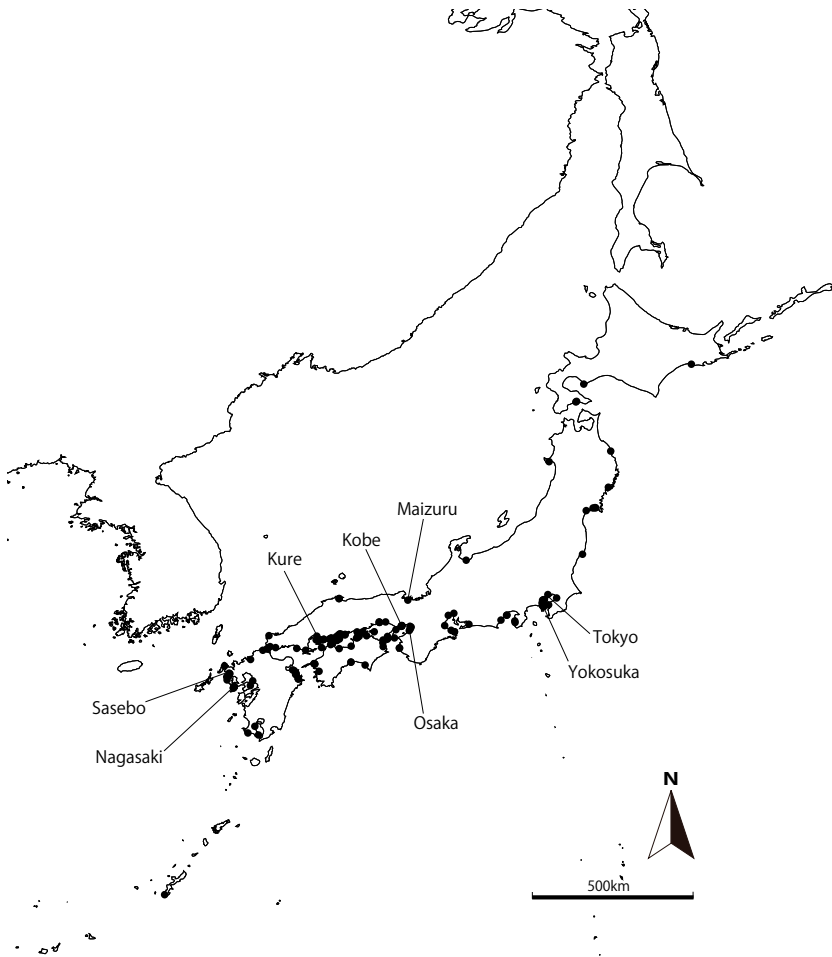 Maizuru
Kobe
Kure
Tokyo
Yokosuka
Sasebo
Osaka
Nagasaki
N
500km